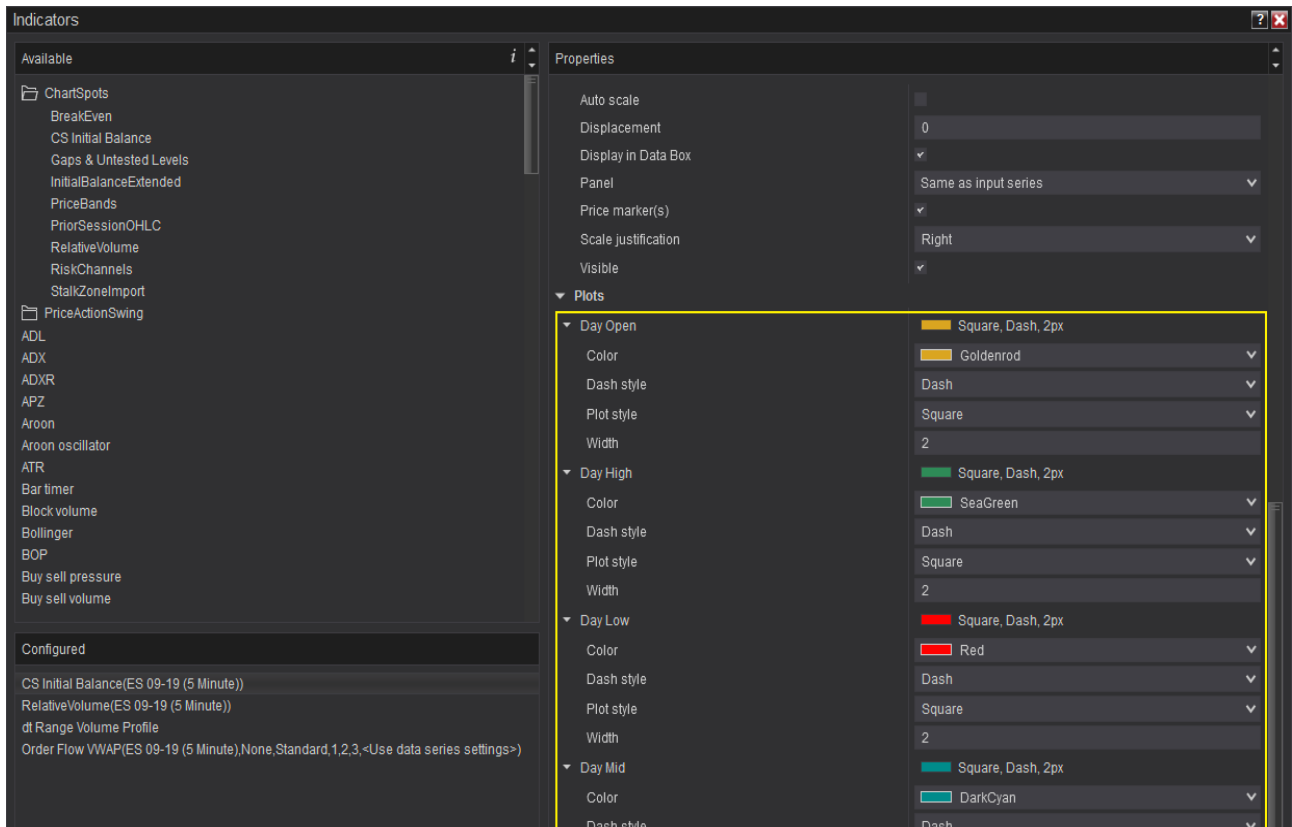 Indicators
?
Available
i
ChartSpots
BreakEven
CS Initial Balance
Gaps & Untested Levels
InitialBalanceExtended
PriceBands
PriorSessionOHLC
RelativeVolume
RiskChannels
StalkZoneImport
PriceActionSwing
ADL
ADX
ADXR
APZ
Aroon
Aroon oscillator
ATR
Bar timer
Block volume
Bollinger
BOP
Buy sell pressure
Buy sell volume
Configured
CS Initial Balance(ES 09-19 (5 Minute))
RelativeVolume(ES 09-19 (5 Minute))
dt Range Volume Profile
Order Flow VWAP(ES 09-19 (5 Minute),None,Standard,1,2,3,<Use data series settings>)
Properties
Auto scale
Displacement 0
Display in Data Box
Panel Same as input series
Price marker(s)
Scale justification Right
Visible
Plots
Day Open Square, Dash, 2px
Color Goldenrod
Dash style Dash
Plot style Square
Width 2
Day High Square, Dash, 2px
Color SeaGreen
Dash style Dash
Plot style Square
Width 2
Day Low Square, Dash, 2px
Color Red
Dash style Dash
Plot style Square
Width 2
Day Mid Square, Dash, 2px
Color DarkCyan
Dash style Dash